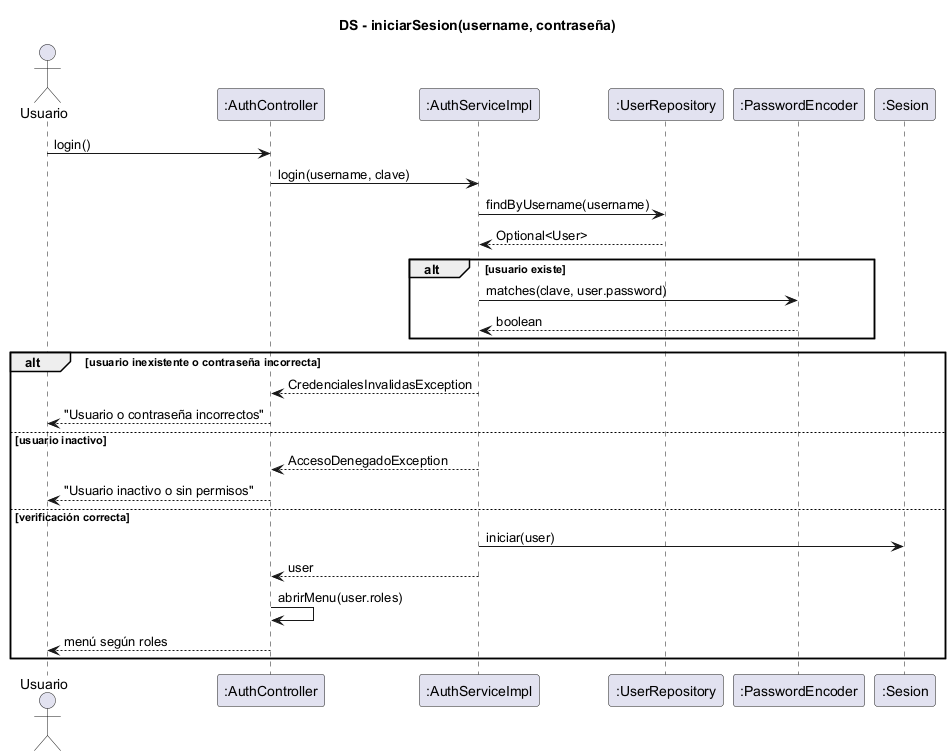 DS - iniciarSesion(username, contraseña)
Usuario
:AuthController
:AuthServiceImpl
:UserRepository
:PasswordEncoder
:Sesion
login()
login(username, clave)
findByUsername(username)
Optional<User>
alt
[usuario existe]
matches(clave, user.password)
boolean
alt
[usuario inexistente o contraseña incorrecta]
CredencialesInvalidasException
"Usuario o contraseña incorrectos"
[usuario inactivo]
AccesoDenegadoException
"Usuario inactivo o sin permisos"
[verificación correcta]
iniciar(user)
user
abrirMenu(user.roles)
menú según roles
Usuario
:AuthController
:AuthServiceImpl
:UserRepository
:PasswordEncoder
:Sesion